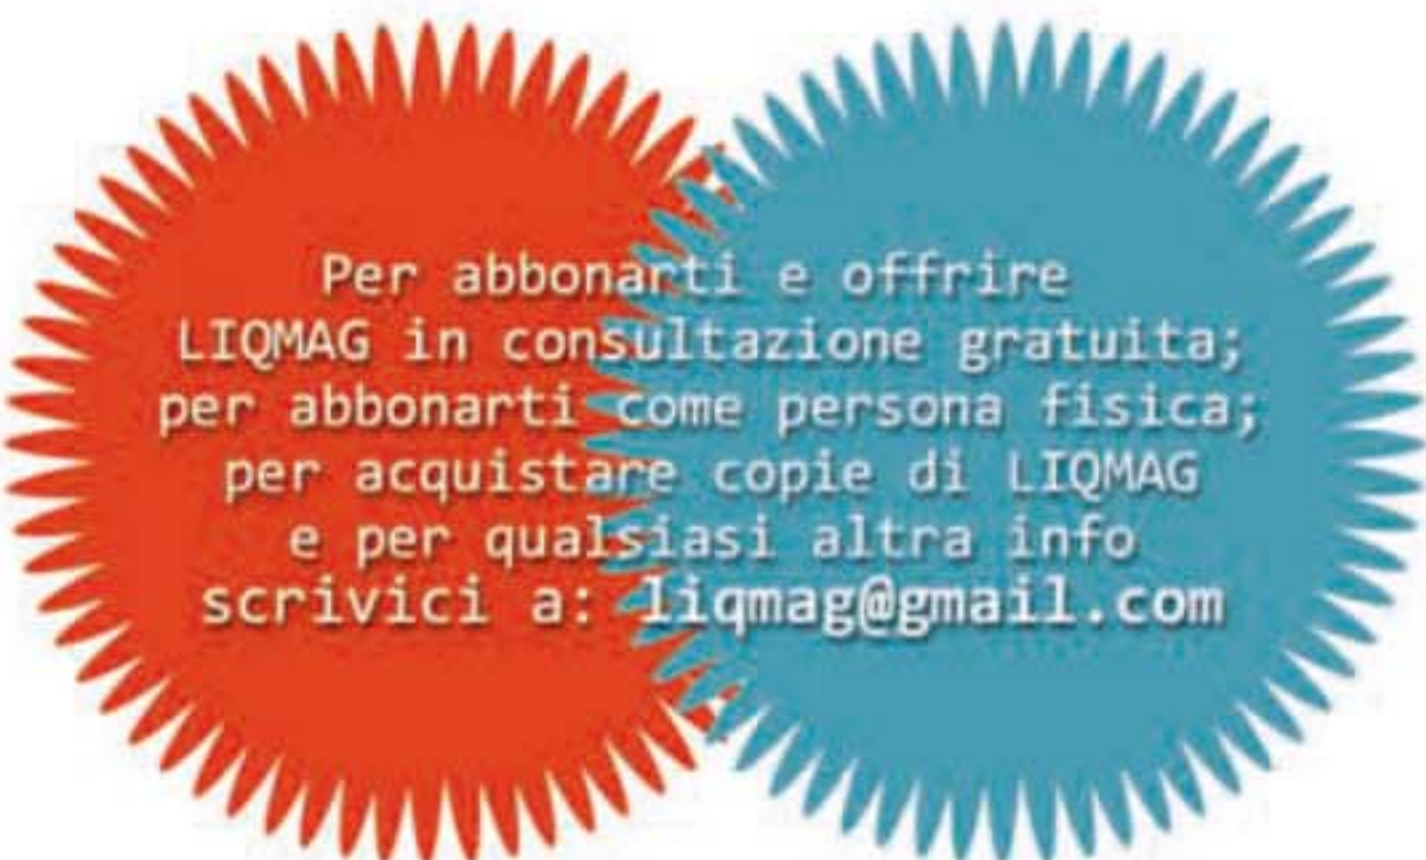 Per abbonarti e offrire
LIQMAG in consultazione gratuita;
per abbonarti come persona fisica;
per acquistare copie di LIQMAG
e per qualsiasi altra info
scrivici a: liqmag@gmail.com